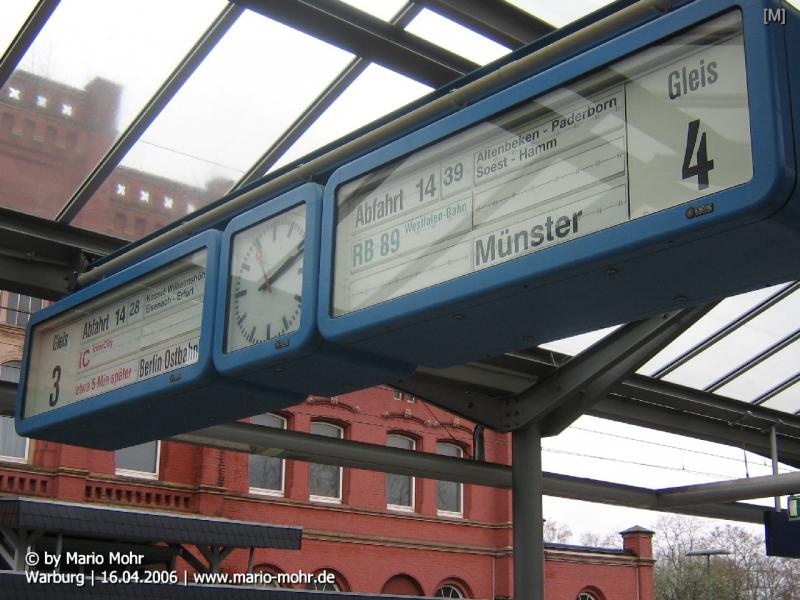 [M]
Gleis
3
Abfahrt 14 28
Kassel-Wilhelmshöhe
Eisenach - Erfurt
IC InterCity
etwa 5 Min später
Berlin Ostbahn
Abfahrt 14 39
Altenbeken - Paderborn
Soest - Hamm
RB 89 Westfalen-Bahn
Münster
Gleis
4
© by Mario Mohr
Warburg | 16.04.2006 | www.mario-mohr.de